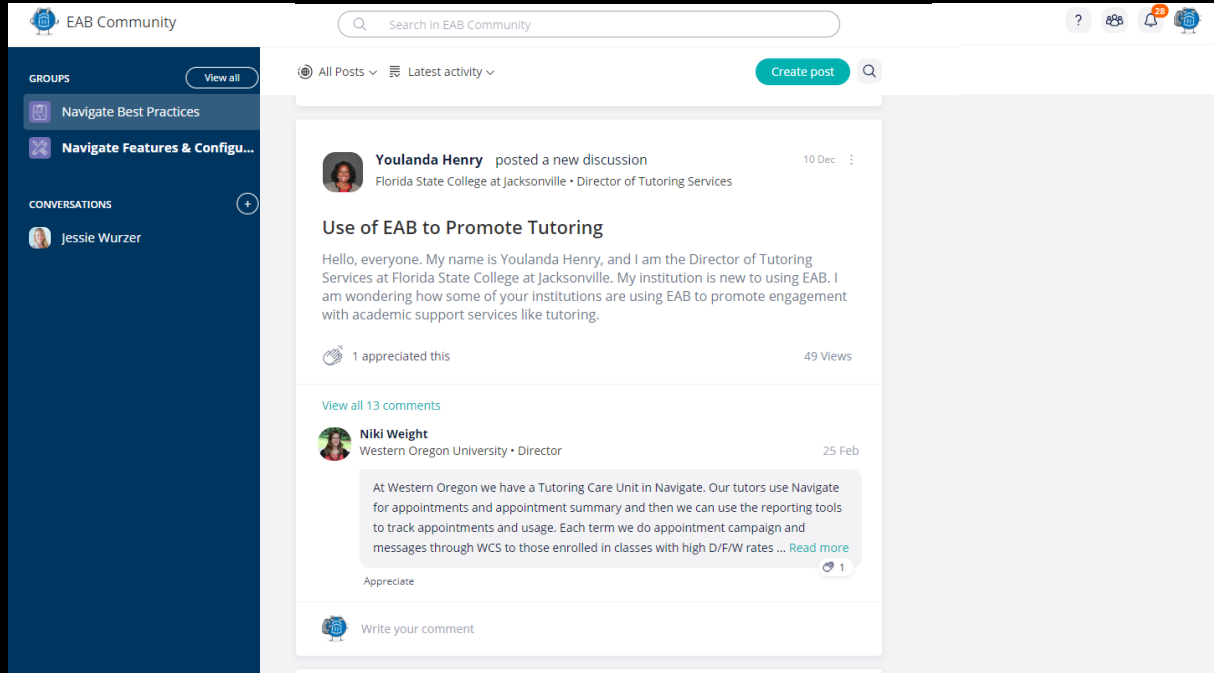 EAB Community
Search in EAB Community
?
28
GROUPS
View all
Navigate Best Practices
Navigate Features & Configu...
CONVERSATIONS
+
Jessie Wurzer
All Posts
Latest activity
Create post
Youlanda Henry posted a new discussion
10 Dec
Florida State College at Jacksonville • Director of Tutoring Services
Use of EAB to Promote Tutoring
Hello, everyone. My name is Youlanda Henry, and I am the Director of Tutoring
Services at Florida State College at Jacksonville. My institution is new to using EAB. I
am wondering how some of your institutions are using EAB to promote engagement
with academic support services like tutoring.
1 appreciated this
49 Views
View all 13 comments
Niki Weight
Western Oregon University • Director
25 Feb
At Western Oregon we have a Tutoring Care Unit in Navigate. Our tutors use Navigate
for appointments and appointment summary and then we can use the reporting tools
to track appointments and usage. Each term we do appointment campaign and
messages through WCS to those enrolled in classes with high D/F/W rates ... Read more
1
Appreciate
Write your comment